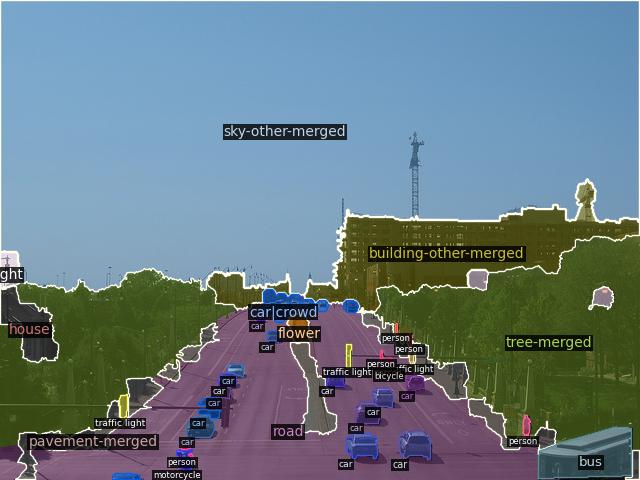 sky-other-merged
building-other-merged
ght
car|crowd
car
house
flower
car
person
person
tree-merged
person
traffic light
ffic light
bicycle
car
car
car
car
car
car
traffic light
road
car
pavement-merged
car
person
person
car
car
bus
motorcycle